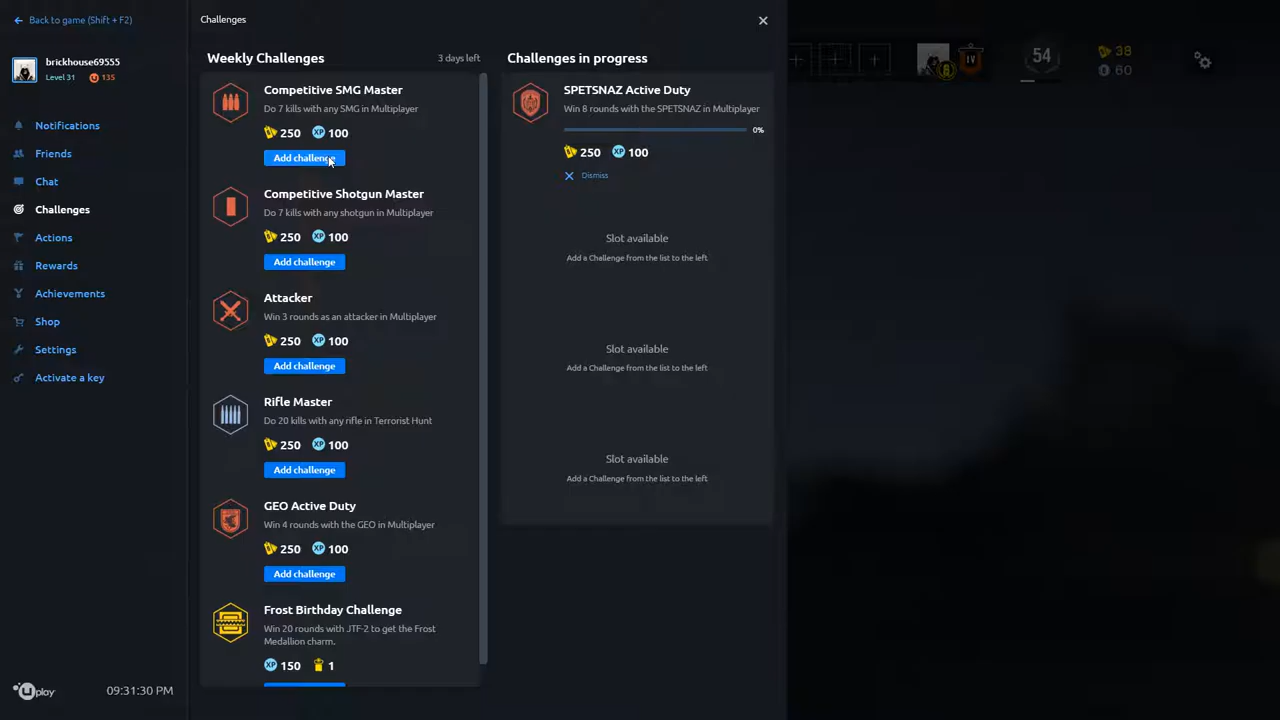 Back to game (Shift + F2)
brickhouse69555
Level 31 135
Notifications
Friends
Chat
Challenges
Actions
Rewards
Achievements
Shop
Settings
Activate a key
uplay 09:31:30 PM
Challenges
Weekly Challenges 3 days left
Competitive SMG Master
Do 7 kills with any SMG in Multiplayer
250 XP 100
Add challenge
Competitive Shotgun Master
Do 7 kills with any shotgun in Multiplayer
250 XP 100
Add challenge
Attacker
Win 3 rounds as an attacker in Multiplayer
250 XP 100
Add challenge
Rifle Master
Do 20 kills with any rifle in Terrorist Hunt
250 XP 100
Add challenge
GEO Active Duty
Win 4 rounds with the GEO in Multiplayer
250 XP 100
Add challenge
Frost Birthday Challenge
Win 20 rounds with JTF-2 to get the Frost
Medallion charm.
XP 150 1
Challenges in progress
SPETSNAZ Active Duty
Win 8 rounds with the SPETSNAZ in Multiplayer
0%
250 XP 100
Dismiss
Slot available
Add a Challenge from the list to the left
Slot available
Add a Challenge from the list to the left
Slot available
Add a Challenge from the list to the left
IV
54
38
60